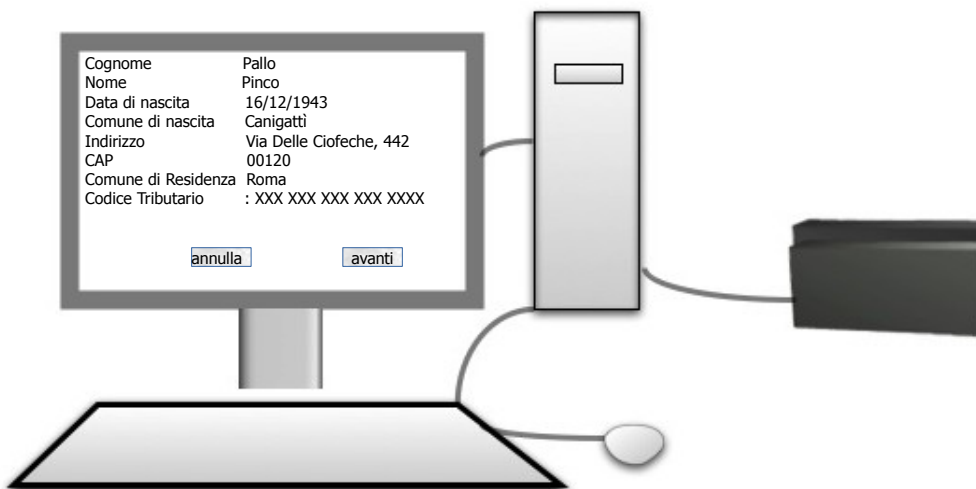 Cognome Pallo
Nome Pinco
Data di nascita 16/12/1943
Comune di nascita Canigattì
Indirizzo Via Delle Ciofeche, 442
CAP 00120
Comune di Residenza Roma
Codice Tributario : XXX XXX XXX XXX XXXX
annulla avanti